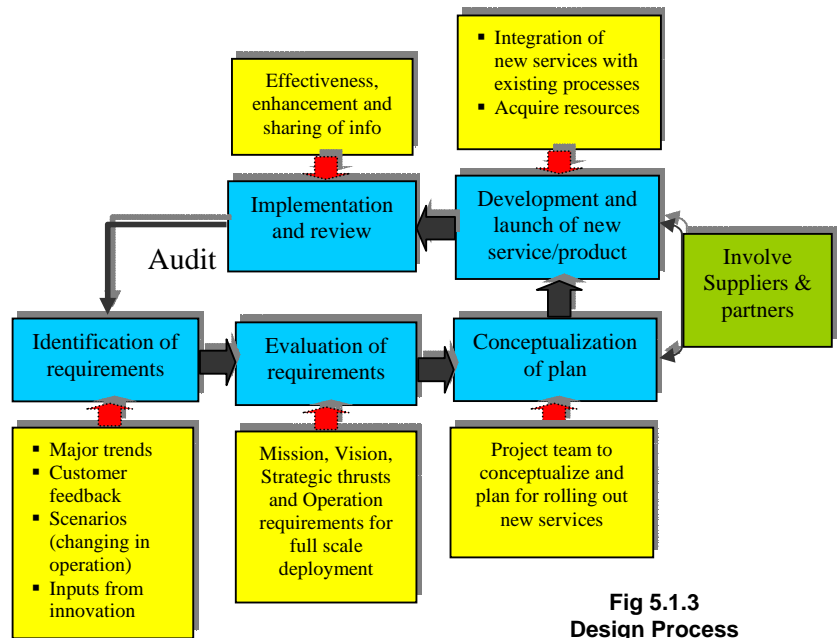 Effectiveness,
enhancement and
sharing of info
▪ Integration of
new services with
existing processes
▪ Acquire resources
Implementation
and review
Development and
launch of new
service/product
Involve
Suppliers &
partners
Audit
Identification of
requirements
Evaluation of
requirements
Conceptualization
of plan
▪ Major trends
▪ Customer
feedback
▪ Scenarios
(changing in
operation)
▪ Inputs from
innovation
Mission, Vision,
Strategic thrusts
and Operation
requirements for
full scale
deployment
Project team to
conceptualize and
plan for rolling out
new services
Fig 5.1.3
Design Process